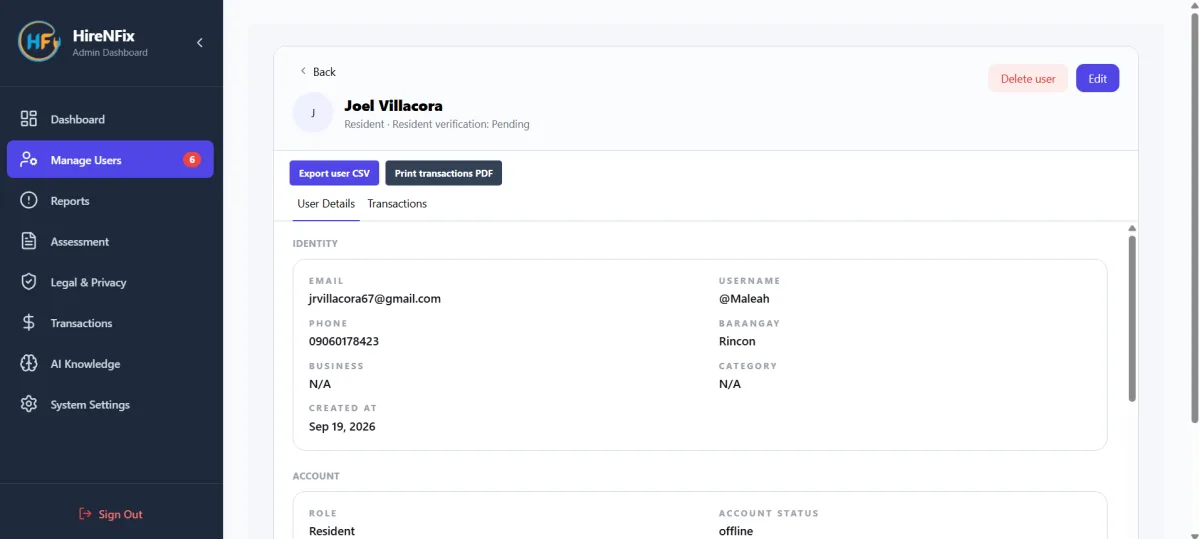 HF
HireNFix
Admin Dashboard
Dashboard
Manage Users 6
Reports
Assessment
Legal & Privacy
Transactions
AI Knowledge
System Settings
Sign Out
Back
Delete user Edit
J
Joel Villacora
Resident · Resident verification: Pending
Export user CSV Print transactions PDF
User Details Transactions
IDENTITY
EMAIL USERNAME
jrvillacora67@gmail.com @Maleah
PHONE BARANGAY
09060178423 Rincon
BUSINESS CATEGORY
N/A N/A
CREATED AT
Sep 19, 2026
ACCOUNT
ROLE ACCOUNT STATUS
Resident offline